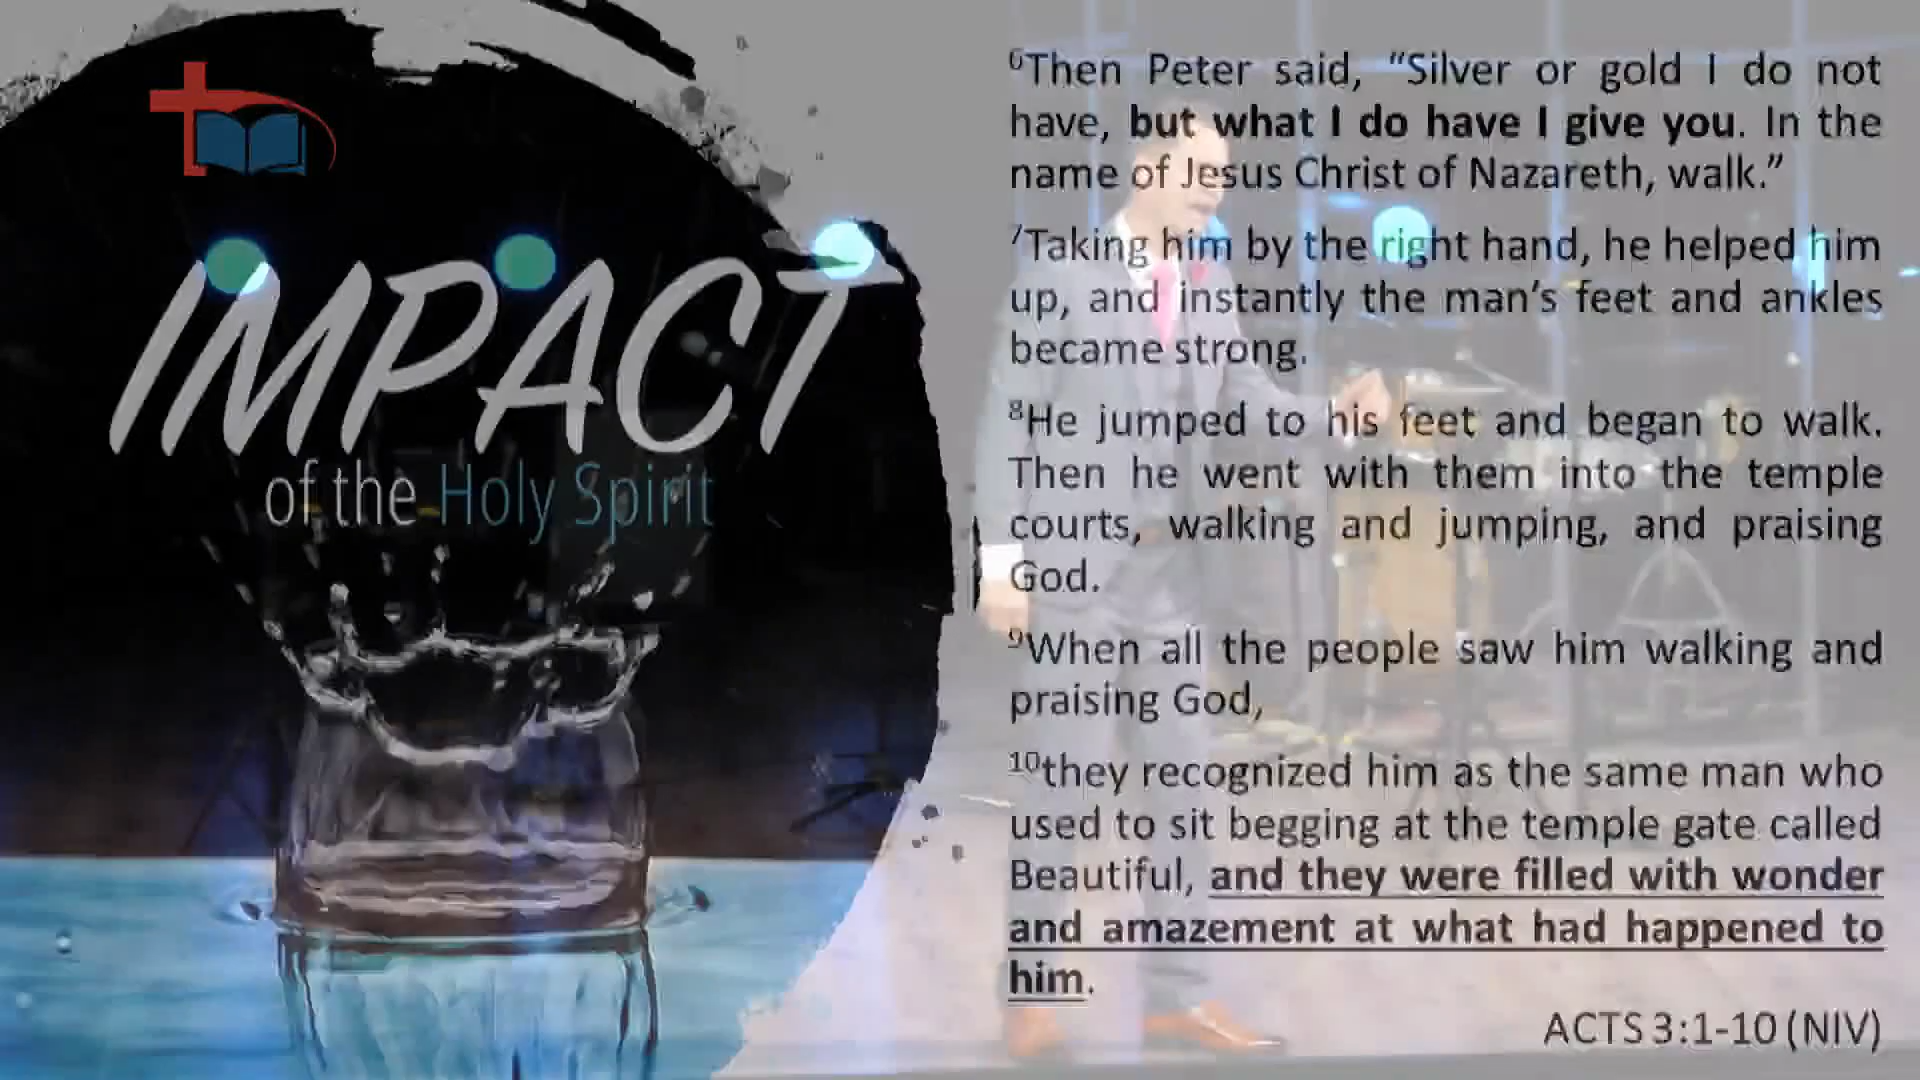 IMPACT
of the Holy Spirit
⁶Then Peter said, “Silver or gold I do not
have, but what I do have I give you. In the
name of Jesus Christ of Nazareth, walk.”
⁷Taking him by the right hand, he helped him
up, and instantly the man’s feet and ankles
became strong.
⁸He jumped to his feet and began to walk.
Then he went with them into the temple
courts, walking and jumping, and praising
God.
⁹When all the people saw him walking and
praising God,
¹⁰they recognized him as the same man who
used to sit begging at the temple gate called
Beautiful, and they were filled with wonder
and amazement at what had happened to
him.
ACTS 3:1-10 (NIV)